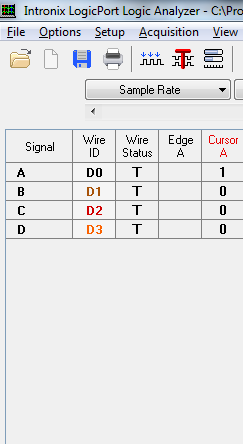 Intronix LogicPort Logic Analyzer - C:\Pro
File Options Setup Acquisition View
Sample Rate
Signal Wire ID Wire Status Edge A Cursor A
A D0 T 1
B D1 T 0
C D2 T 0
D D3 T 0